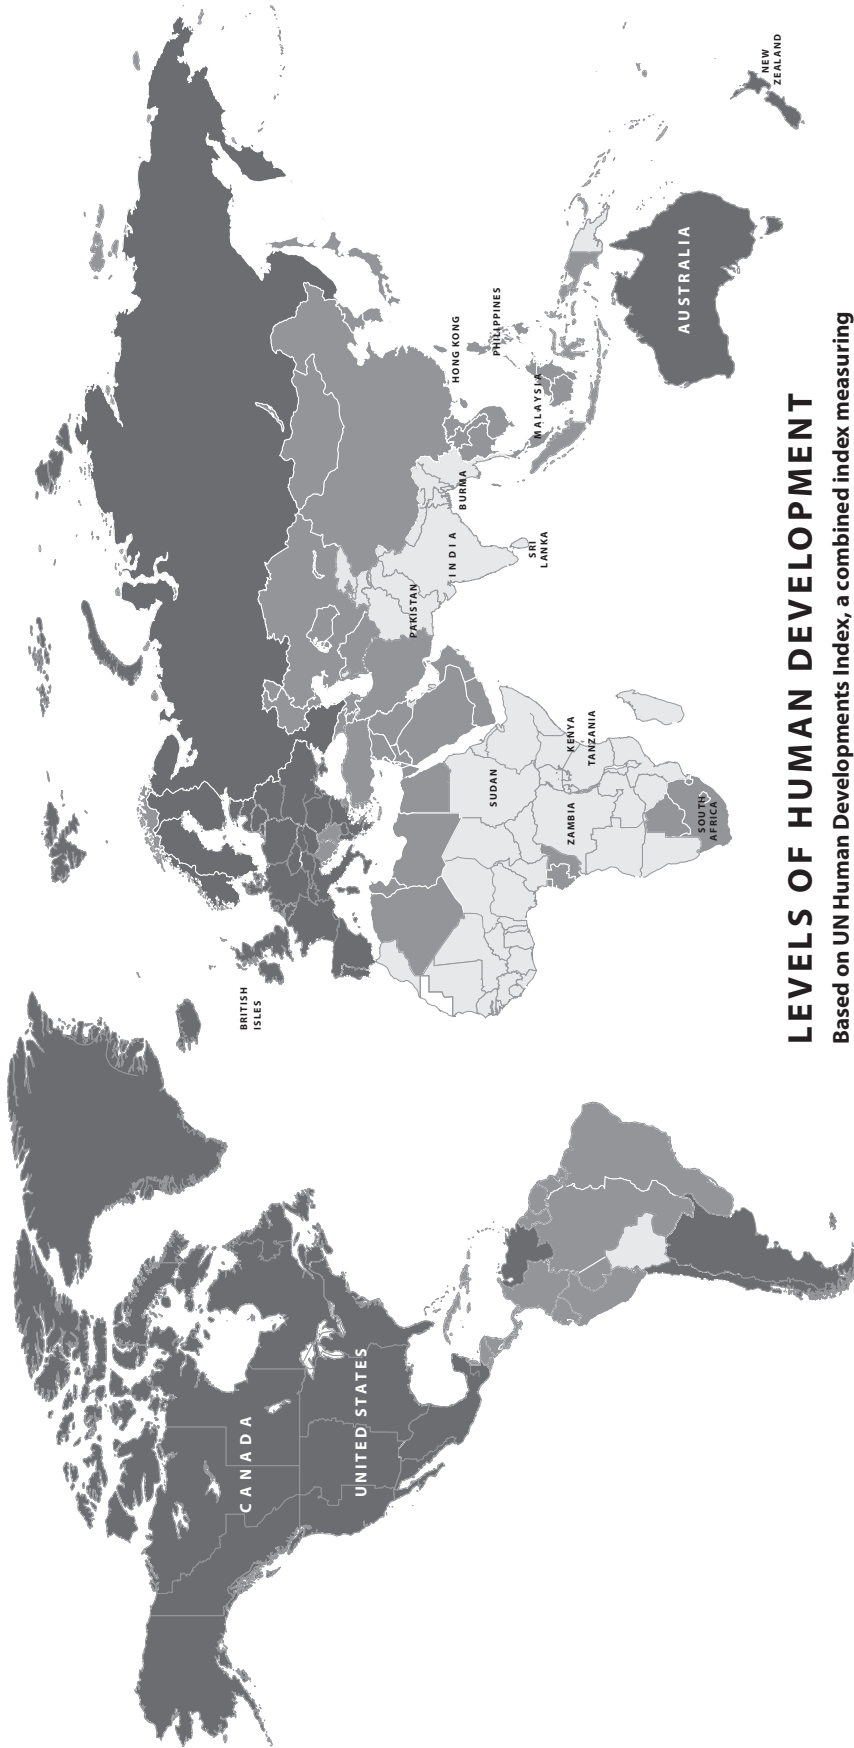 CANADA
UNITED STATES
BRITISH
ISLES
SUDAN
KENYA
TANZANIA
ZAMBIA
SOUTH
AFRICA
PAKISTAN
INDIA
SRI
LANKA
BURMA
HONG KONG
PHILIPPINES
MALAYSIA
AUSTRALIA
NEW
ZEALAND
LEVELS OF HUMAN DEVELOPMENT
Based on UN Human Developments Index, a combined index measuring